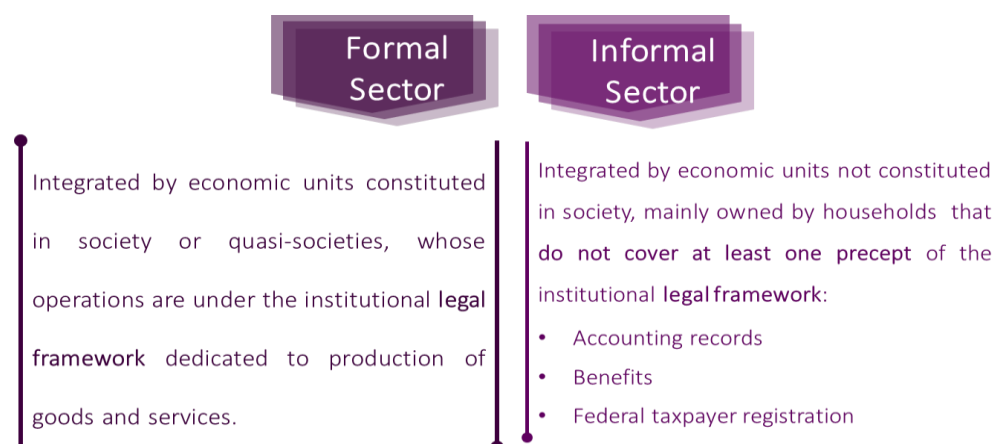 Formal
Sector
Informal
Sector
Integrated by economic units constituted
in society or quasi-societies, whose
operations are under the institutional legal
framework dedicated to production of
goods and services.
Integrated by economic units not constituted
in society, mainly owned by households that
do not cover at least one precept of the
institutional legal framework:
• Accounting records
• Benefits
• Federal taxpayer registration